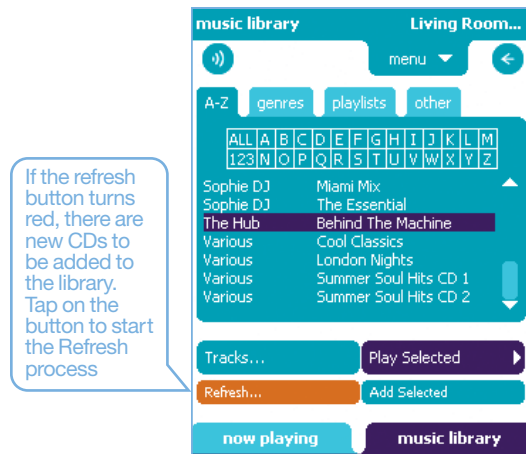 music library Living Room...
menu
A-Z genres playlists other
ALL A B C D E F G H I J K L M
123 N O P Q R S T U V W X Y Z
Sophie DJ Miami Mix
Sophie DJ The Essential
The Hub Behind The Machine
Various Cool Classics
Various London Nights
Various Summer Soul Hits CD 1
Various Summer Soul Hits CD 2
Tracks... Play Selected
Refresh... Add Selected
now playing music library
If the refresh
button turns
red, there are
new CDs to
be added to
the library.
Tap on the
button to start
the Refresh
process